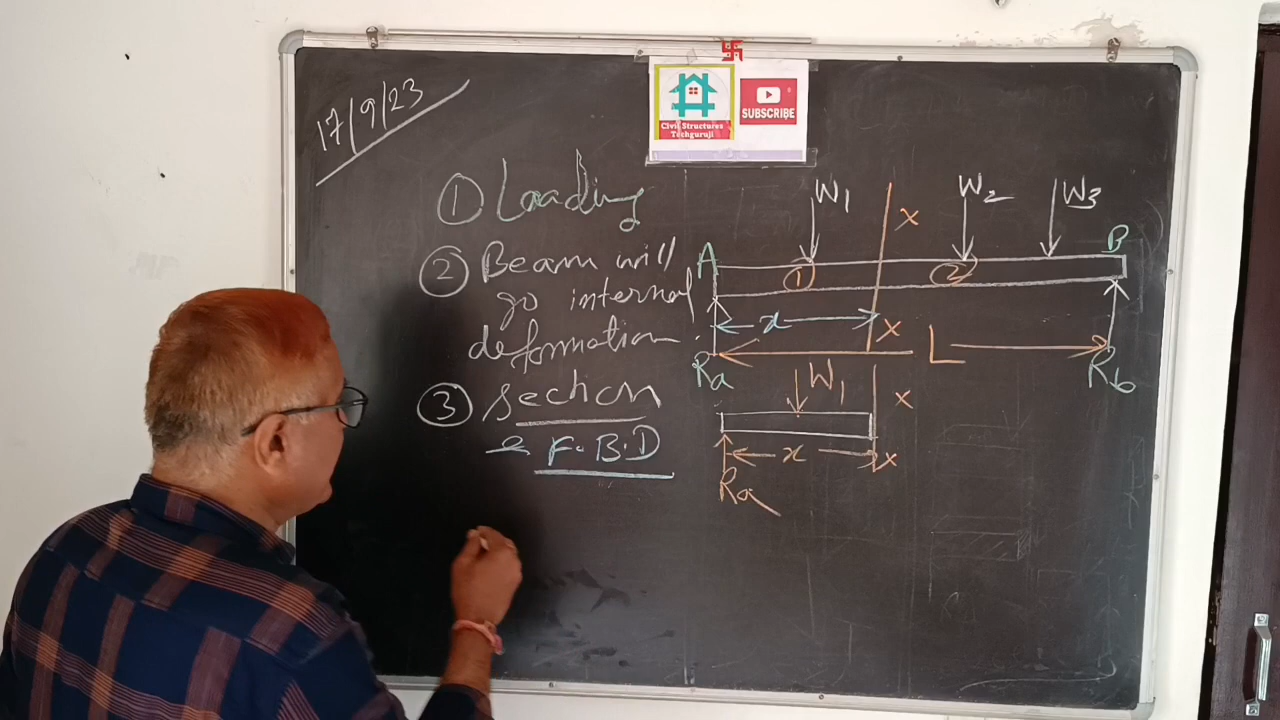 17/9/23
Civil Structures
Techguruji
SUBSCRIBE
① Loading
② Beam will
go internal
deformation
③ Section
& F.B.D
W1
x
W2
W3
A
①
②
B
x
x
L
Ra
Rb
W1
x
x
x
Ra